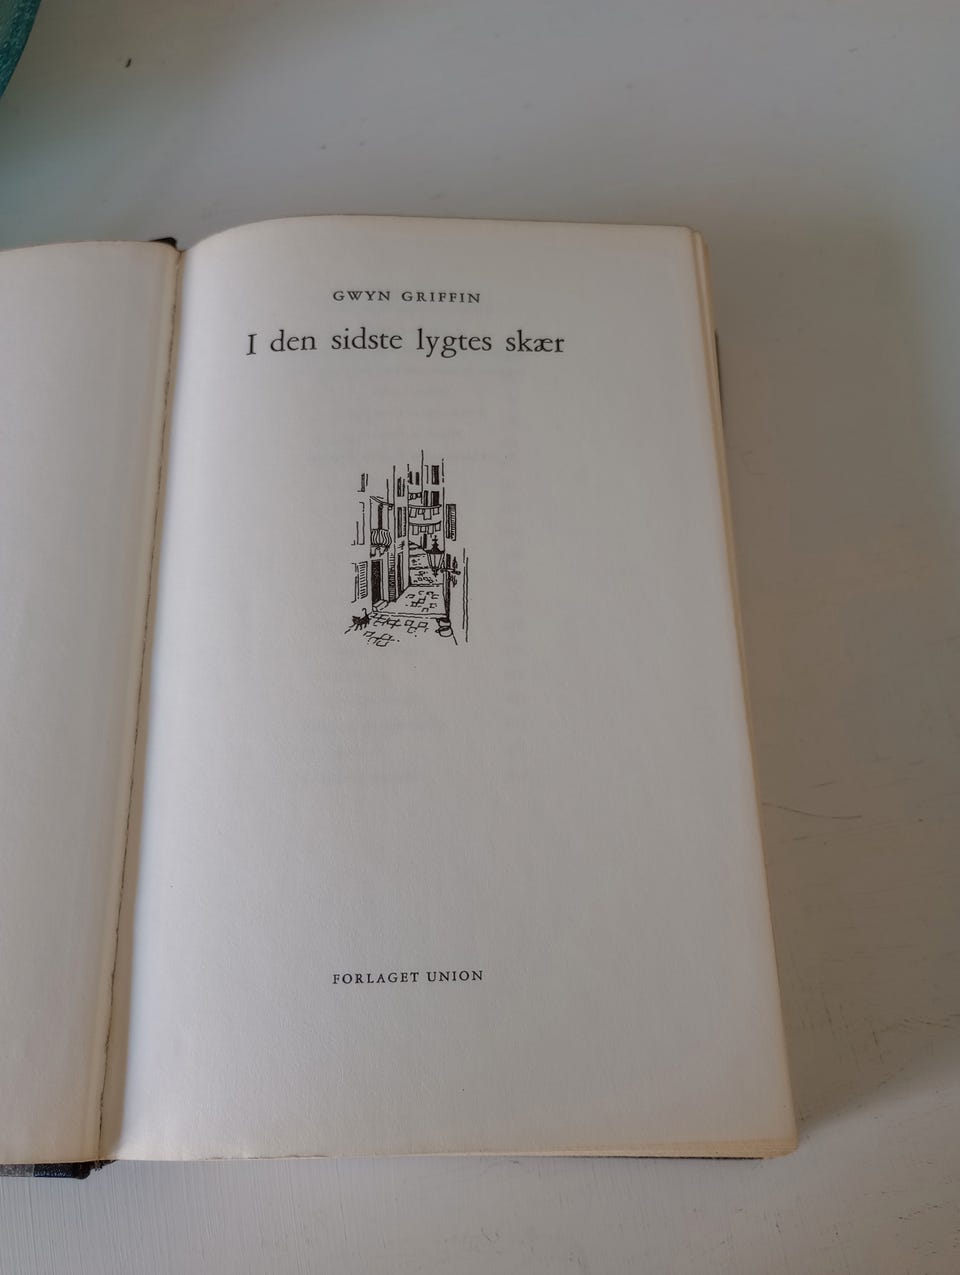 GWYN GRIFFIN
I den sidste lygtes skær
FORLAGET UNION